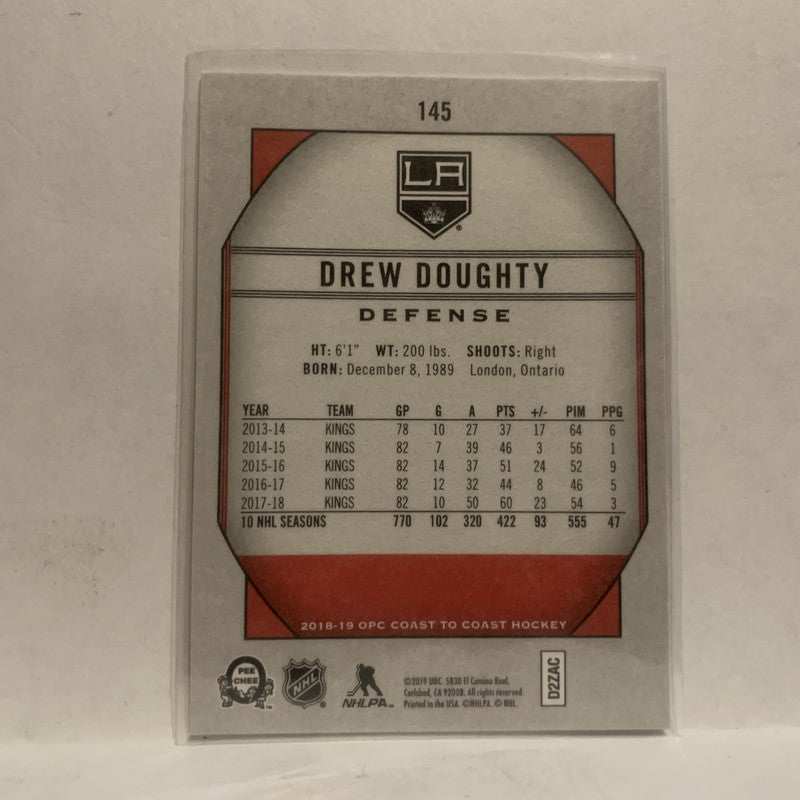 145
LA
DREW DOUGHTY
DEFENSE
HT: 6'1" WT: 200 lbs. SHOOTS: Right
BORN: December 8, 1989 London, Ontario
YEAR TEAM GP G A PTS +/- PIM PPG
2013-14 KINGS 78 10 27 37 17 64 6
2014-15 KINGS 82 7 39 46 3 56 1
2015-16 KINGS 82 14 37 51 24 52 9
2016-17 KINGS 82 12 32 44 8 46 5
2017-18 KINGS 82 10 50 60 23 54 3
10 NHL SEASONS 770 102 320 422 93 555 47
2018-19 OPC COAST TO COAST HOCKEY
PEE CHEE
NHL
NHLPA
©2019 UDC. 5830 El Camino Real,
Carlsbad, CA 92008. All rights reserved.
Printed in the USA. ©NHLPA. © NHL.
D2ZAC